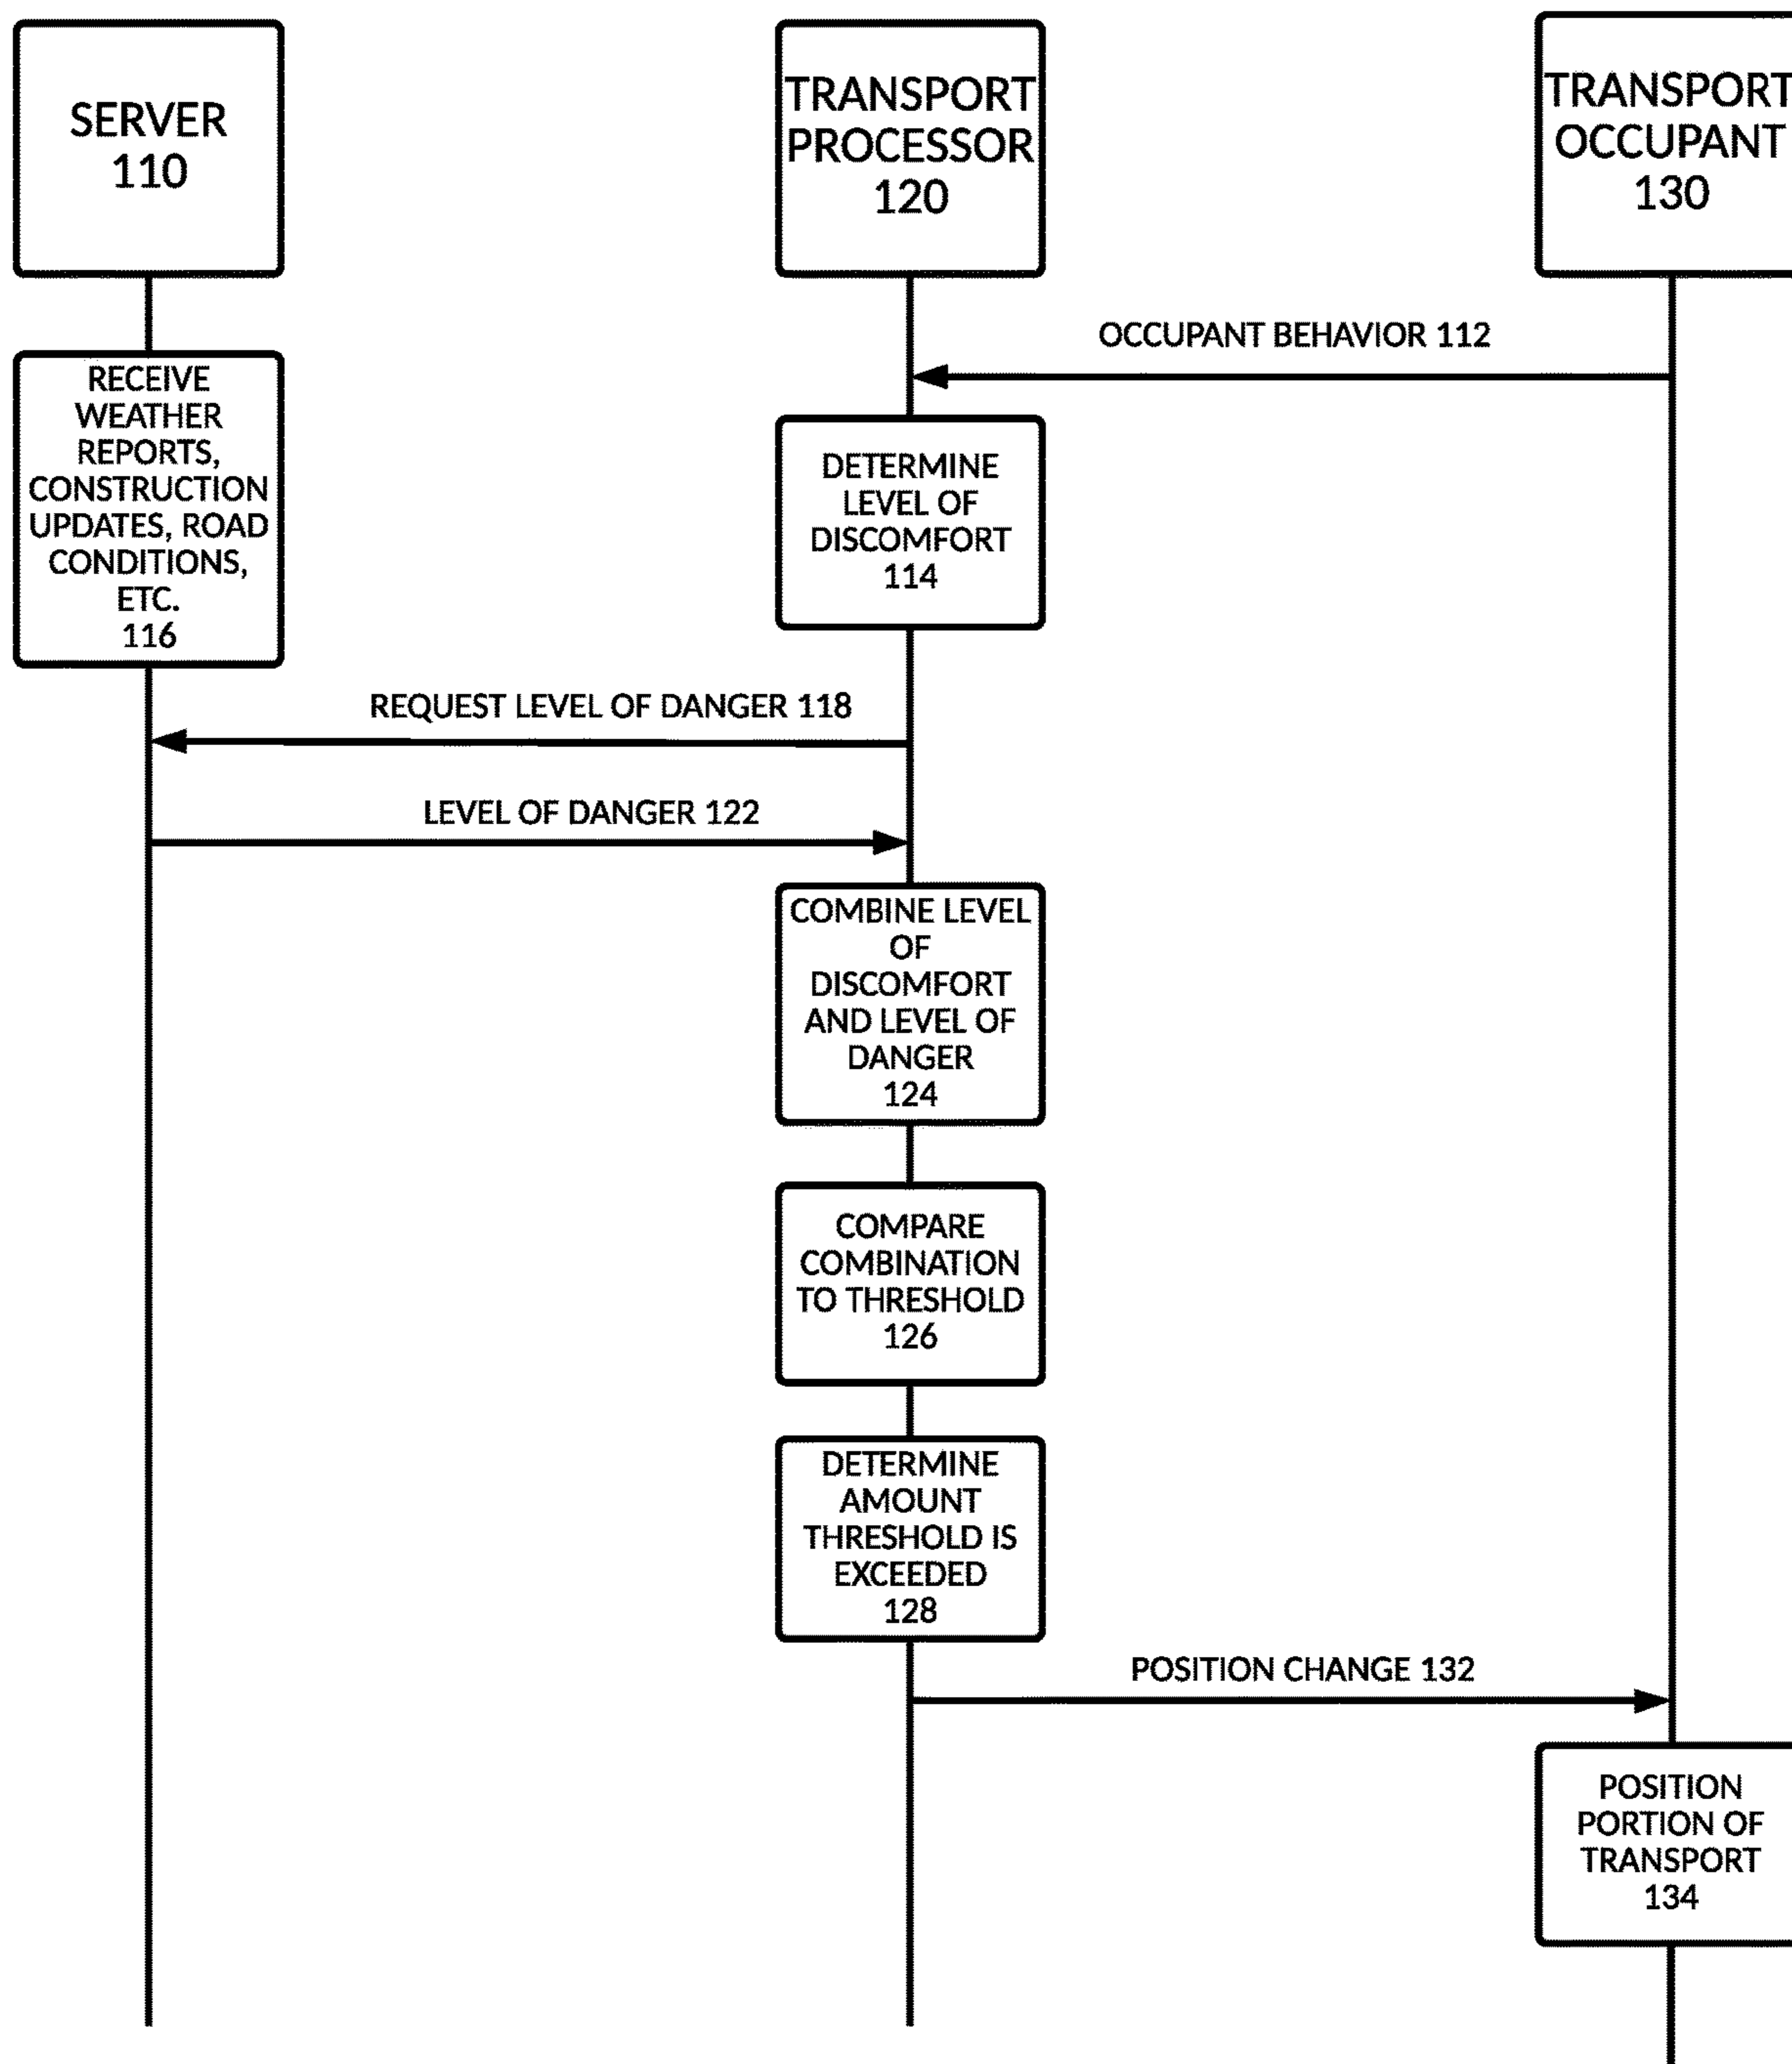 SERVER
110
TRANSPORT
PROCESSOR
120
TRANSPORT
OCCUPANT
130
OCCUPANT BEHAVIOR 112
RECEIVE
WEATHER
REPORTS,
CONSTRUCTION
UPDATES, ROAD
CONDITIONS,
ETC.
116
DETERMINE
LEVEL OF
DISCOMFORT
114
REQUEST LEVEL OF DANGER 118
LEVEL OF DANGER 122
COMBINE LEVEL
OF
DISCOMFORT
AND LEVEL OF
DANGER
124
COMPARE
COMBINATION
TO THRESHOLD
126
DETERMINE
AMOUNT
THRESHOLD IS
EXCEEDED
128
POSITION CHANGE 132
POSITION
PORTION OF
TRANSPORT
134